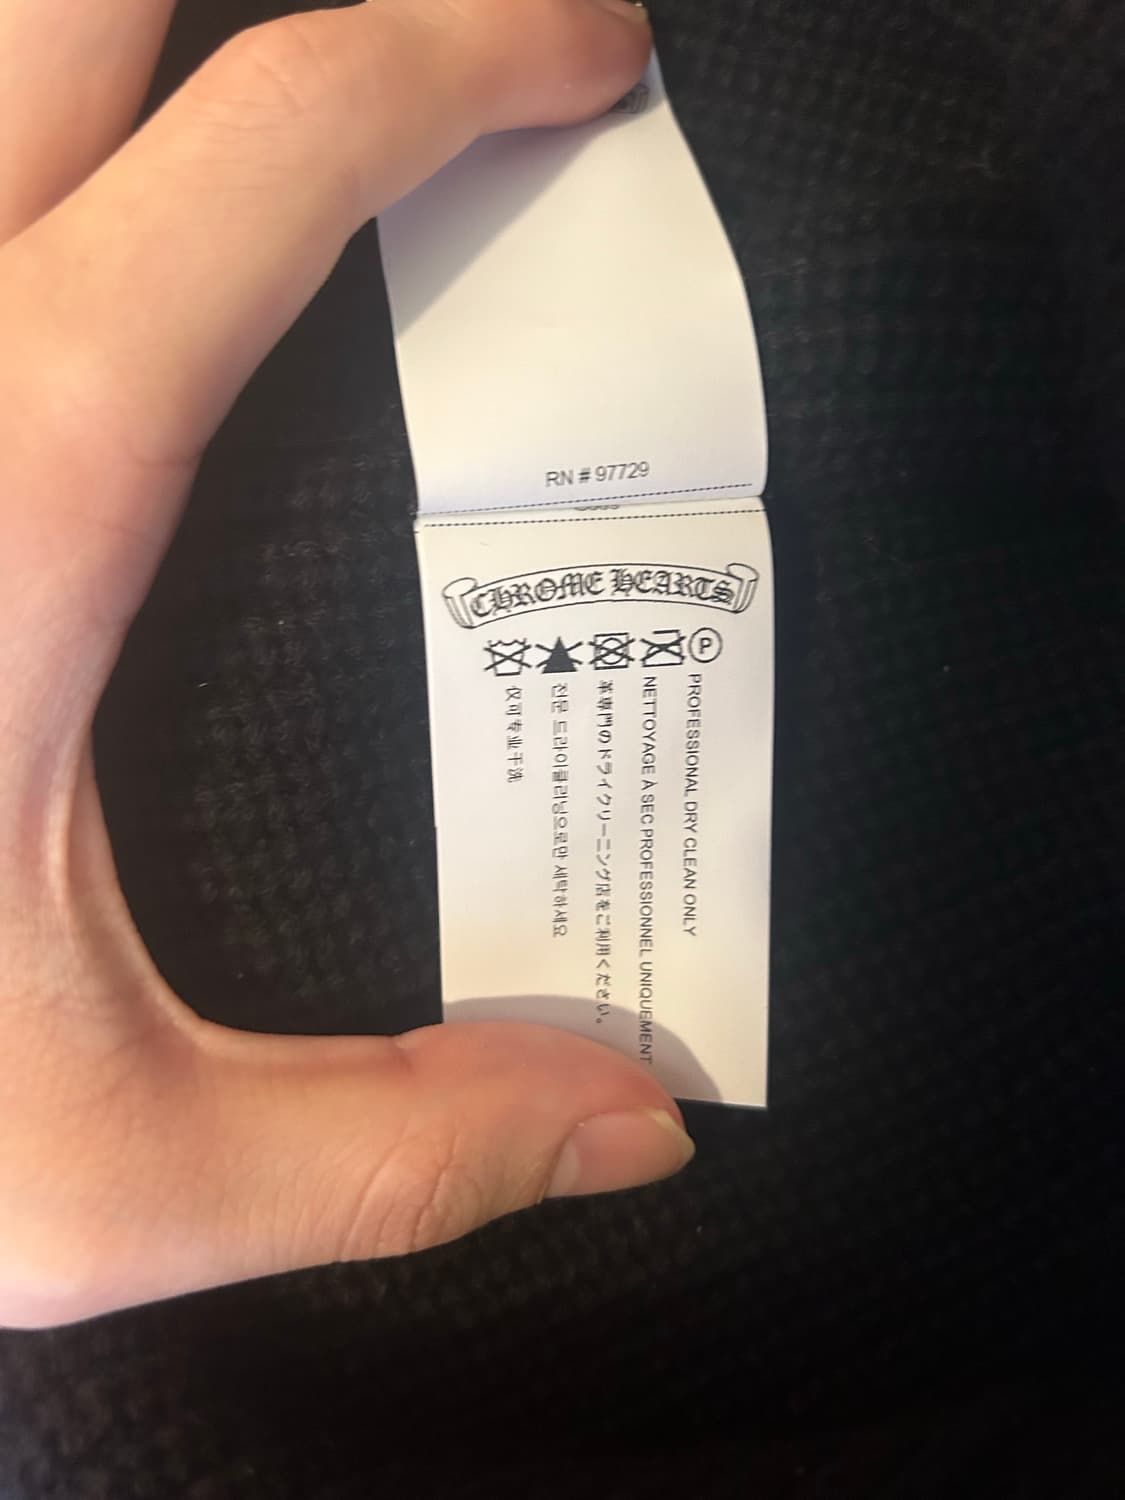 RN # 97729
CHROME HEARTS
P
PROFESSIONAL DRY CLEAN ONLY
NETTOYAGE À SEC PROFESSIONNEL UNIQUEMENT
革専門のドライクリーニング店をご利用ください。
전문 드라이클리닝으로만 세탁하세요
仅可专业干洗